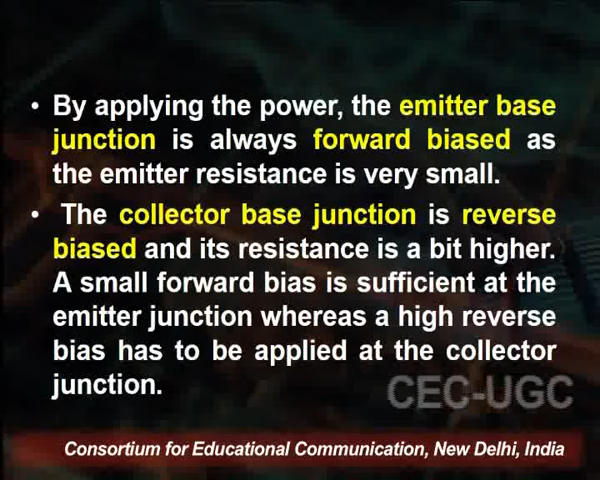 • By applying the power, the emitter base
junction is always forward biased as
the emitter resistance is very small.
• The collector base junction is reverse
biased and its resistance is a bit higher.
A small forward bias is sufficient at the
emitter junction whereas a high reverse
bias has to be applied at the collector
junction.
CEC-UGC
Consortium for Educational Communication, New Delhi, India